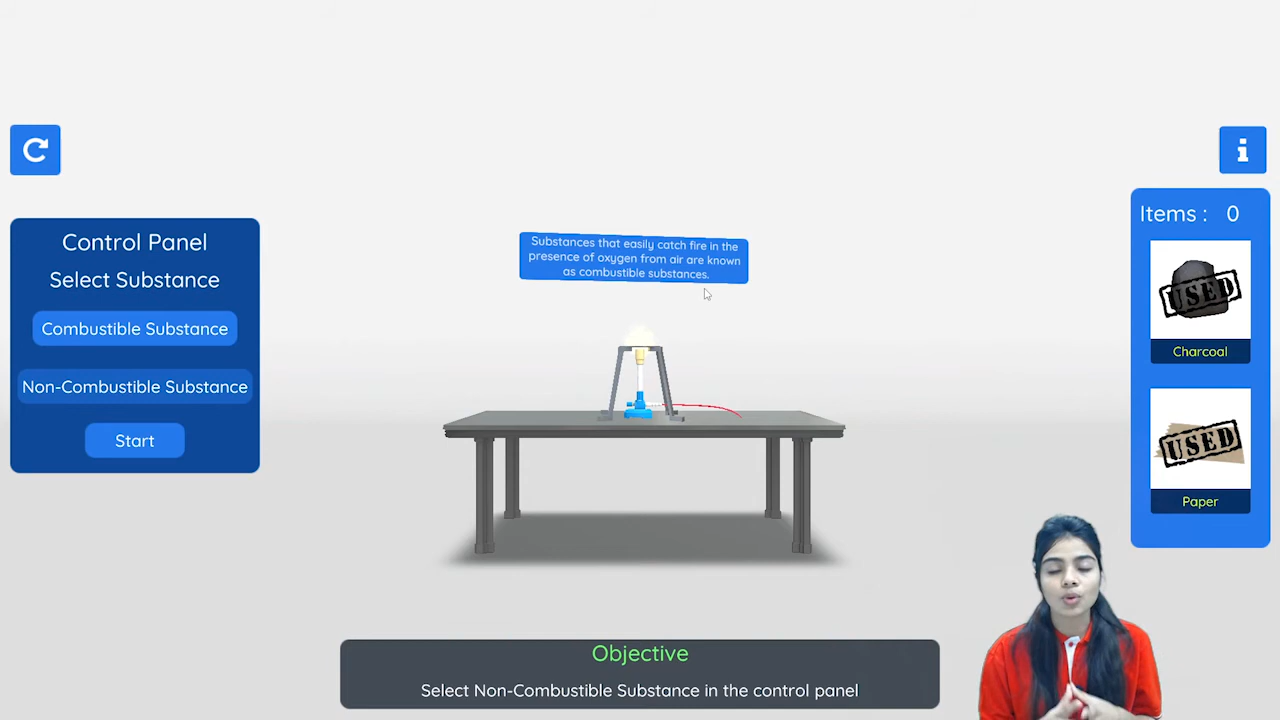 Control Panel
Select Substance
Combustible Substance
Non-Combustible Substance
Start
Substances that easily catch fire in the
presence of oxygen from air are known
as combustible substances.
i
Items : 0
USED
Charcoal
USED
Paper
Objective
Select Non-Combustible Substance in the control panel